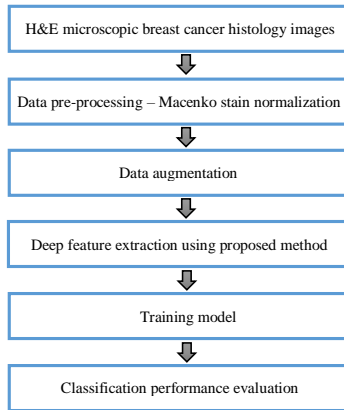 H&E microscopic breast cancer histology images
Data pre-processing – Macenko stain normalization
Data augmentation
Deep feature extraction using proposed method
Training model
Classification performance evaluation